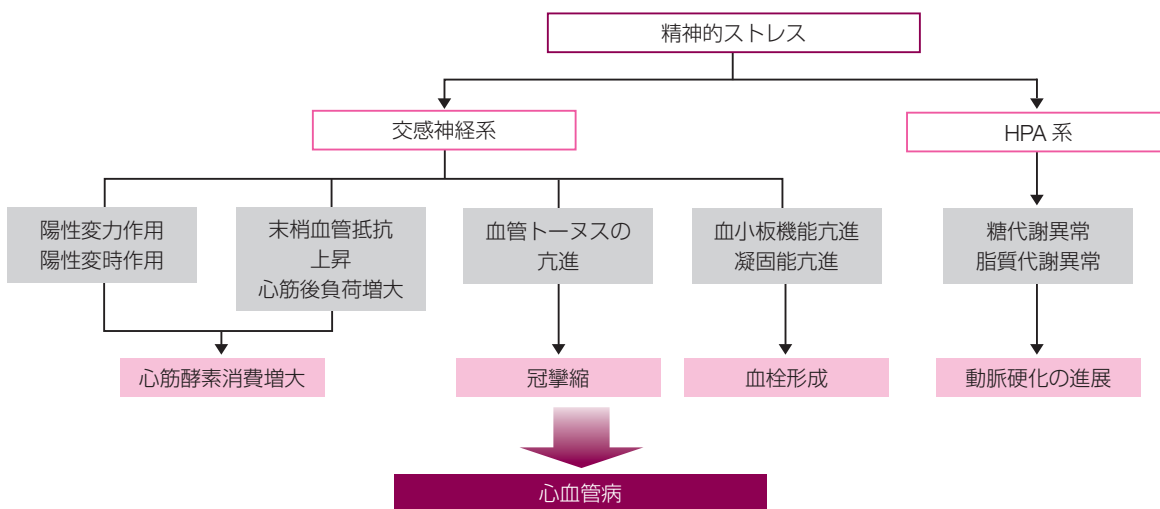 精神的ストレス
交感神経系
HPA 系
陽性変力作用
陽性変時作用
末梢血管抵抗
上昇
心筋後負荷増大
血管トーヌスの
亢進
血小板機能亢進
凝固能亢進
糖代謝異常
脂質代謝異常
心筋酵素消費増大
冠攣縮
血栓形成
動脈硬化の進展
心血管病